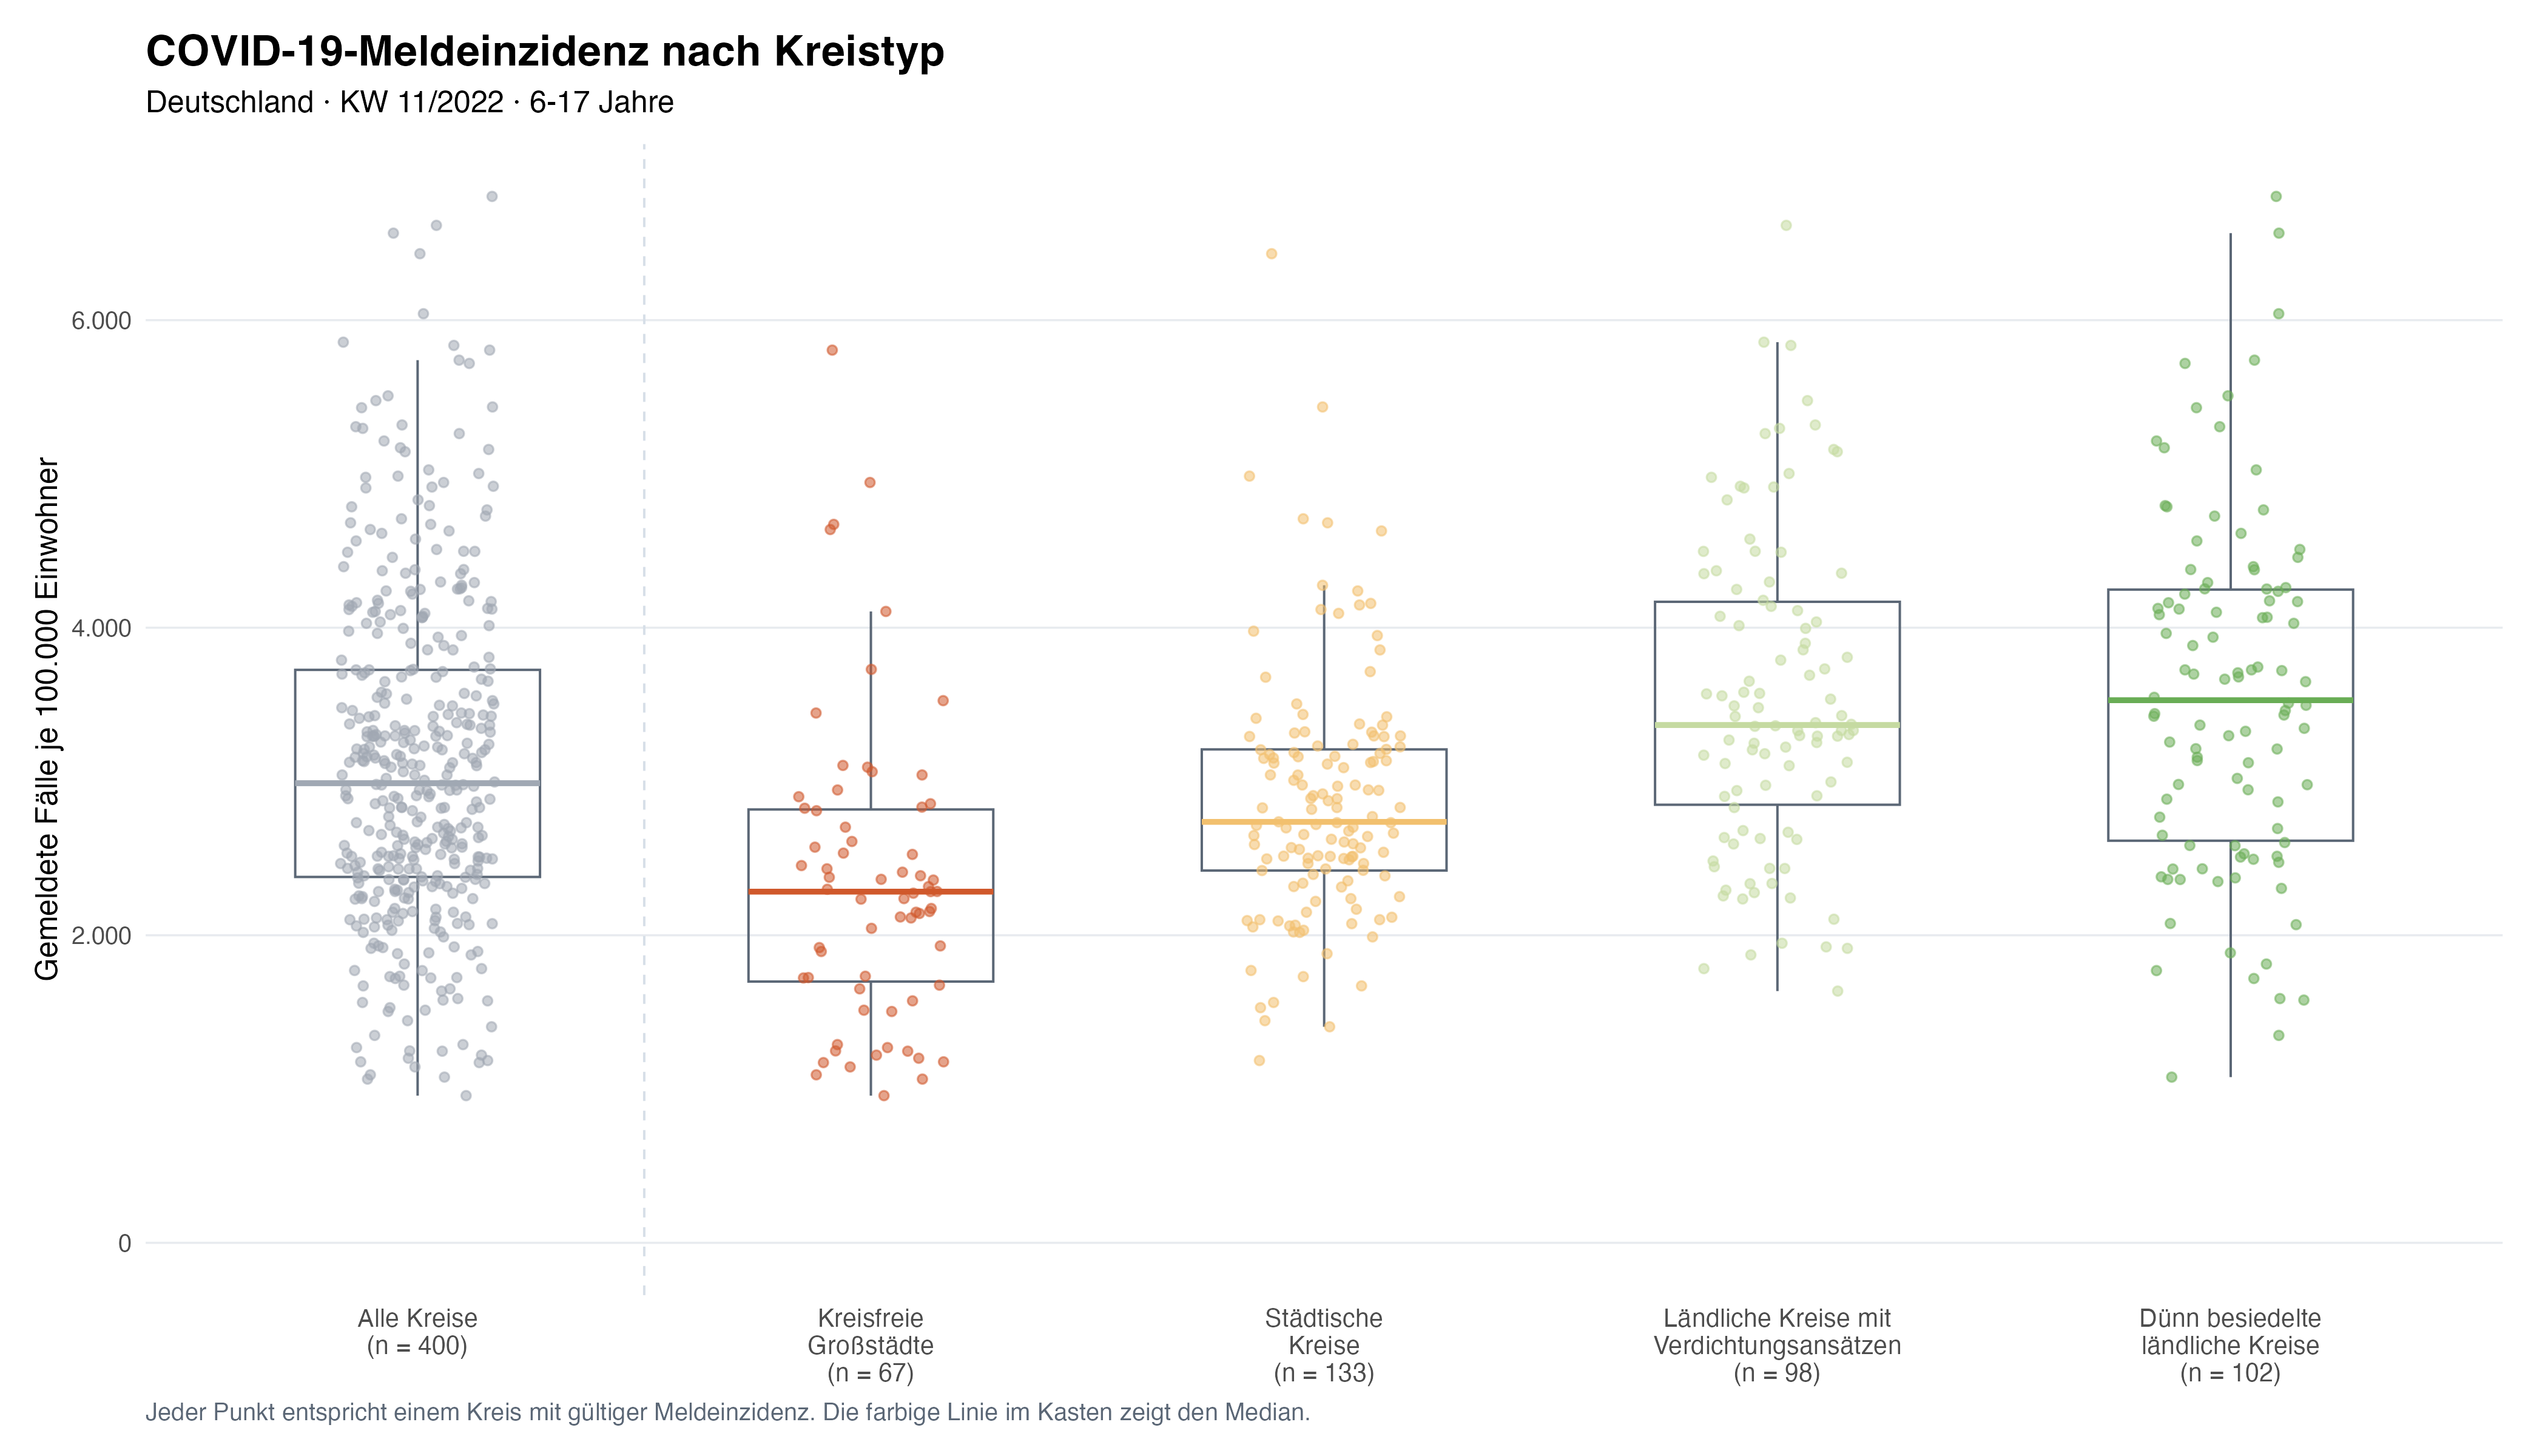 COVID-19-Meldeinzidenz nach Kreistyp
Deutschland · KW 11/2022 · 6-17 Jahre
Gemeldete Fälle je 100.000 Einwohner
6.000
4.000
2.000
0
Alle Kreise
(n = 400)
Kreisfreie
Großstädte
(n = 67)
Städtische
Kreise
(n = 133)
Ländliche Kreise mit
Verdichtungsansätzen
(n = 98)
Dünn besiedelte
ländliche Kreise
(n = 102)
Jeder Punkt entspricht einem Kreis mit gültiger Meldeinzidenz. Die farbige Linie im Kasten zeigt den Median.